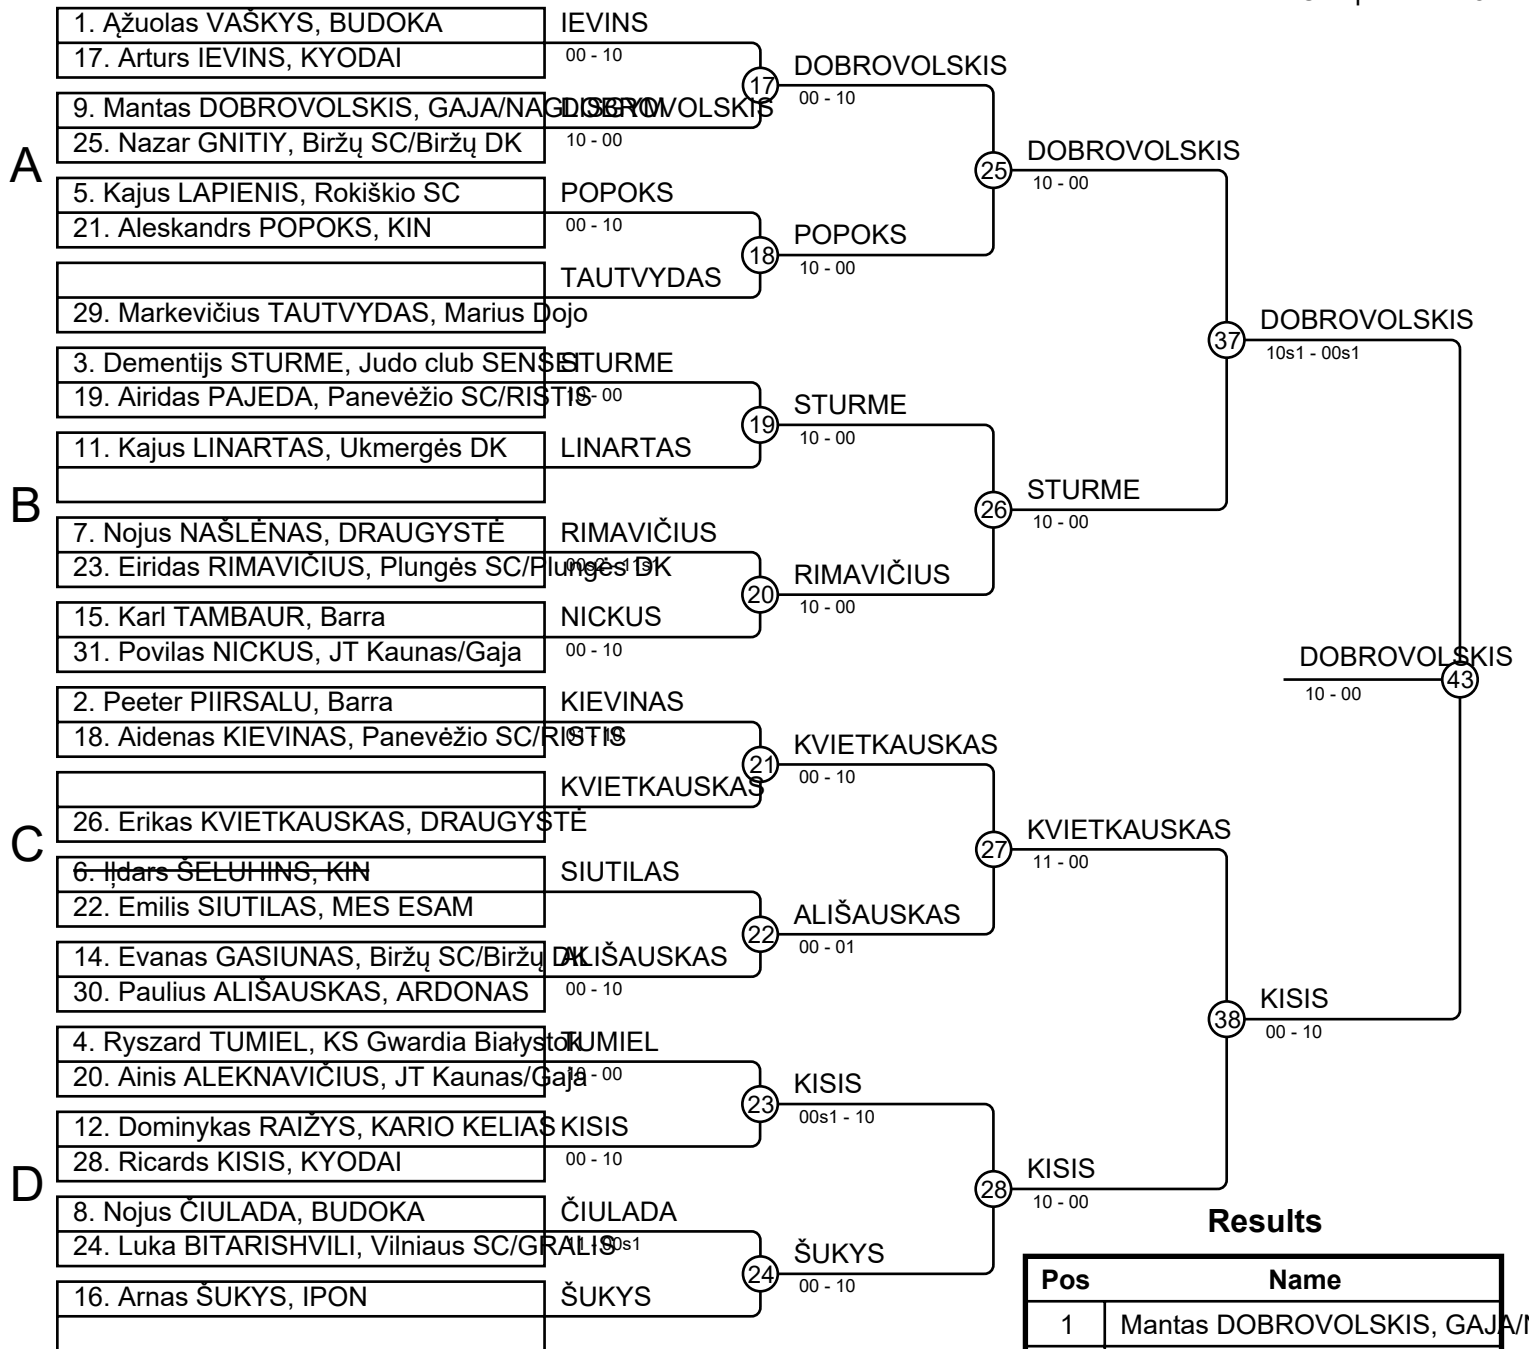 1. Ąžuolas VAŠKYS, BUDOKA
17. Arturs IEVINS, KYODAI
IEVINS
00 - 10
9. Mantas DOBROVOLSKIS, GAJA/NAGLISGYM
25. Nazar GNITIY, Biržų SC/Biržų DK
DOBROVOLSKIS
10 - 00
17
DOBROVOLSKIS
00 - 10
A
5. Kajus LAPIENIS, Rokiškio SC
21. Aleskandrs POPOKS, KIN
POPOKS
00 - 10
29. Markevičius TAUTVYDAS, Marius Dojo
TAUTVYDAS
18
POPOKS
10 - 00
25
DOBROVOLSKIS
10 - 00
3. Dementijs STURME, Judo club SENSEI
19. Airidas PAJEDA, Panevėžio SC/RISTIS
STURME
10 - 00
11. Kajus LINARTAS, Ukmergės DK
LINARTAS
19
STURME
10 - 00
B
7. Nojus NAŠLĖNAS, DRAUGYSTĖ
23. Eiridas RIMAVIČIUS, Plungės SC/Plungės DK
RIMAVIČIUS
00s2 - 11s1
15. Karl TAMBAUR, Barra
31. Povilas NICKUS, JT Kaunas/Gaja
NICKUS
00 - 10
20
RIMAVIČIUS
10 - 00
26
STURME
10 - 00
37
DOBROVOLSKIS
10s1 - 00s1
2. Peeter PIIRSALU, Barra
18. Aidenas KIEVINAS, Panevėžio SC/RISTIS
KIEVINAS
01 - 10
26. Erikas KVIETKAUSKAS, DRAUGYSTĖ
KVIETKAUSKAS
21
KVIETKAUSKAS
00 - 10
C
6. Iļdars ŠELUHINS, KIN
22. Emilis SIUTILAS, MES ESAM
SIUTILAS
14. Evanas GASIUNAS, Biržų SC/Biržų DK
30. Paulius ALIŠAUSKAS, ARDONAS
ALIŠAUSKAS
00 - 10
22
ALIŠAUSKAS
00 - 01
27
KVIETKAUSKAS
11 - 00
4. Ryszard TUMIEL, KS Gwardia Białystok
20. Ainis ALEKNAVIČIUS, JT Kaunas/Gaja
TUMIEL
10 - 00
12. Dominykas RAIŽYS, KARIO KELIAS
28. Ricards KISIS, KYODAI
KISIS
00 - 10
23
KISIS
00s1 - 10
D
8. Nojus ČIULADA, BUDOKA
24. Luka BITARISHVILI, Vilniaus SC/GRALIS
ČIULADA
11 - 00s1
16. Arnas ŠUKYS, IPON
ŠUKYS
24
ŠUKYS
00 - 10
28
KISIS
10 - 00
38
KISIS
00 - 10
DOBROVOLSKIS
43
10 - 00
Results
Pos Name
1 Mantas DOBROVOLSKIS, GAJA/